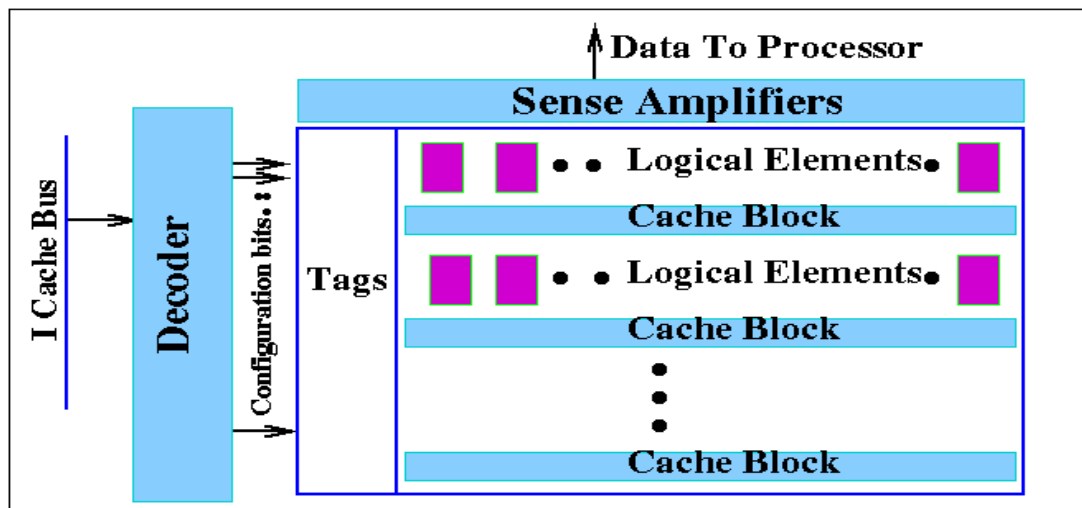 Data To Processor
Sense Amplifiers
I Cache Bus
Decoder
Configuration bits.
Tags
Logical Elements
Cache Block
Logical Elements
Cache Block
Cache Block